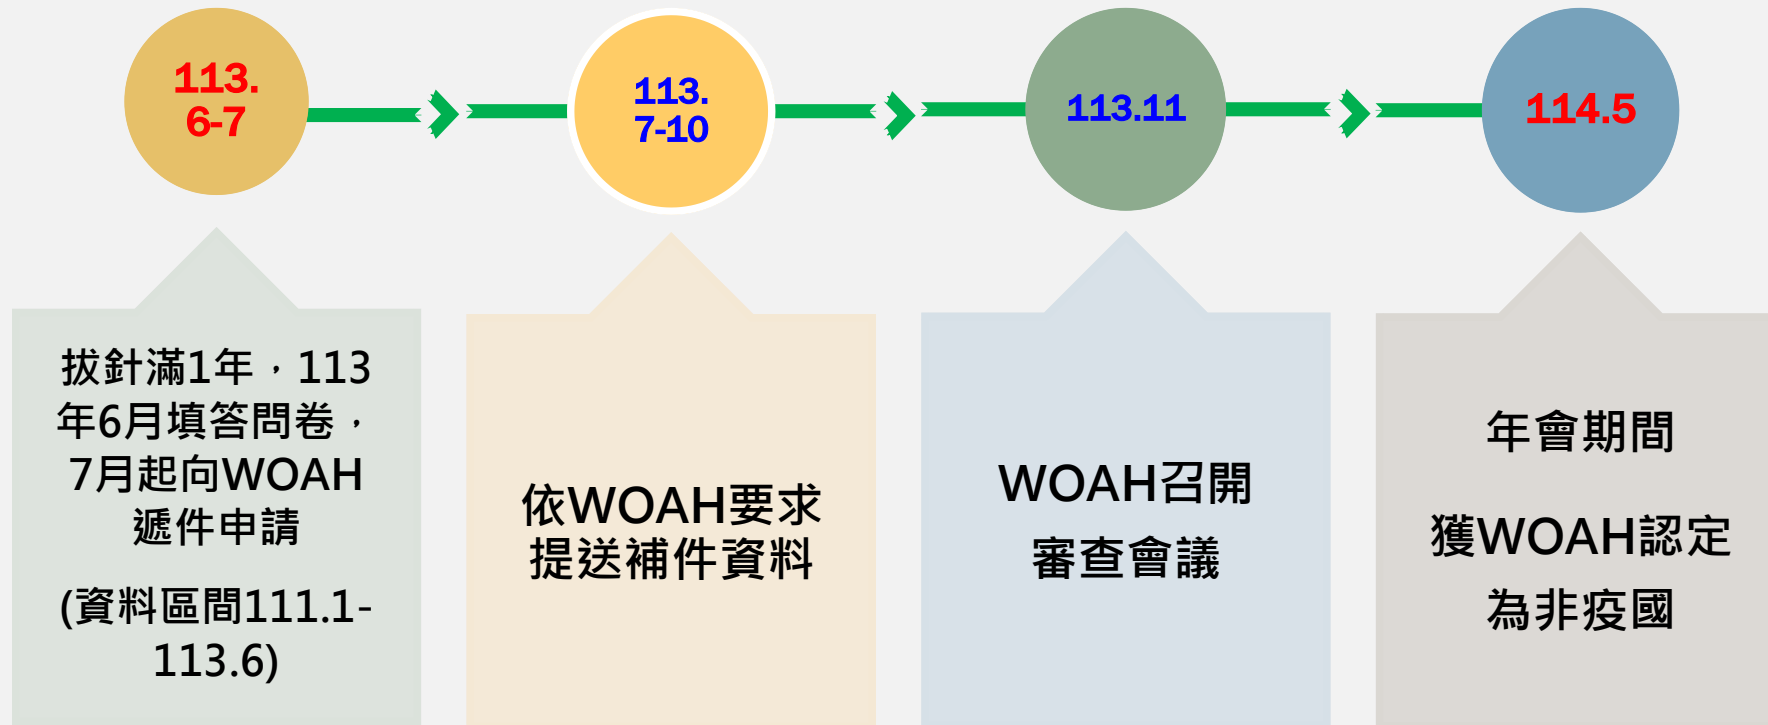 113.
6-7
113.
7-10
113.11
114.5
拔針滿1年，113
年6月填答問卷，
7月起向WOAH
遞件申請
(資料區間111.1-
113.6)
依WOAH要求
提送補件資料
WOAH召開
審查會議
年會期間
獲WOAH認定
為非疫國